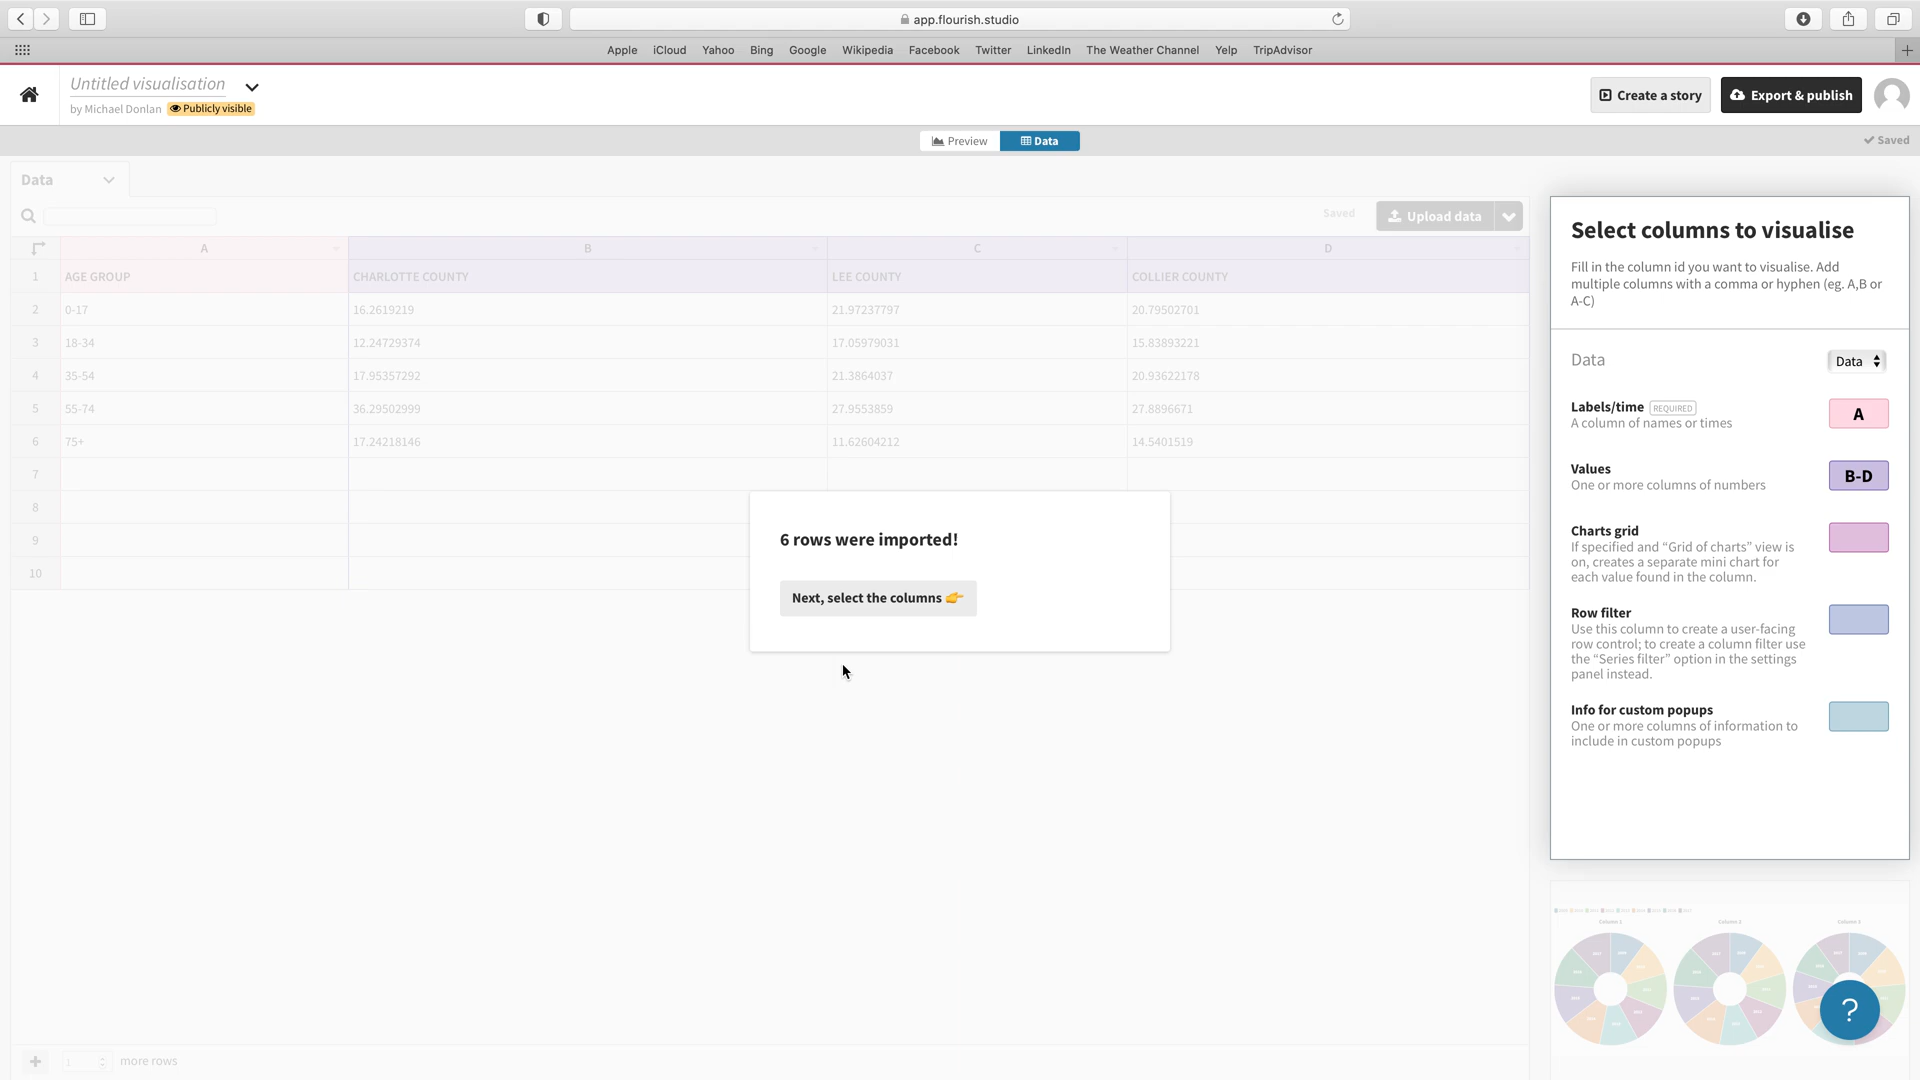 app.flourish.studio
Apple iCloud Yahoo Bing Google Wikipedia Facebook Twitter LinkedIn The Weather Channel Yelp TripAdvisor
Untitled visualisation
by Michael Donlan Publicly visible
Create a story
Export & publish
Preview Data
Saved
Data
Saved
Upload data
A B C D
1 AGE GROUP CHARLOTTE COUNTY LEE COUNTY COLLIER COUNTY
2 0-17 16.2619219 21.97237797 20.79502701
3 18-34 12.24729374 17.05979031 15.83893221
4 35-54 17.95357292 21.3864037 20.93622178
5 55-74 36.29502999 27.9553859 27.8896671
6 75+ 17.24218146 11.62604212 14.5401519
7
8
9
10
6 rows were imported!
Next, select the columns 👉
1 more rows
Select columns to visualise
Fill in the column id you want to visualise. Add
multiple columns with a comma or hyphen (eg. A,B or
A-C)
Data Data
Labels/time REQUIRED
A column of names or times
A
Values
One or more columns of numbers
B-D
Charts grid
If specified and “Grid of charts” view is
on, creates a separate mini chart for
each value found in the column.
Row filter
Use this column to create a user-facing
row control; to create a column filter use
the “Series filter” option in the settings
panel instead.
Info for custom popups
One or more columns of information to
include in custom popups
Column 1 Column 2 Column 3
?